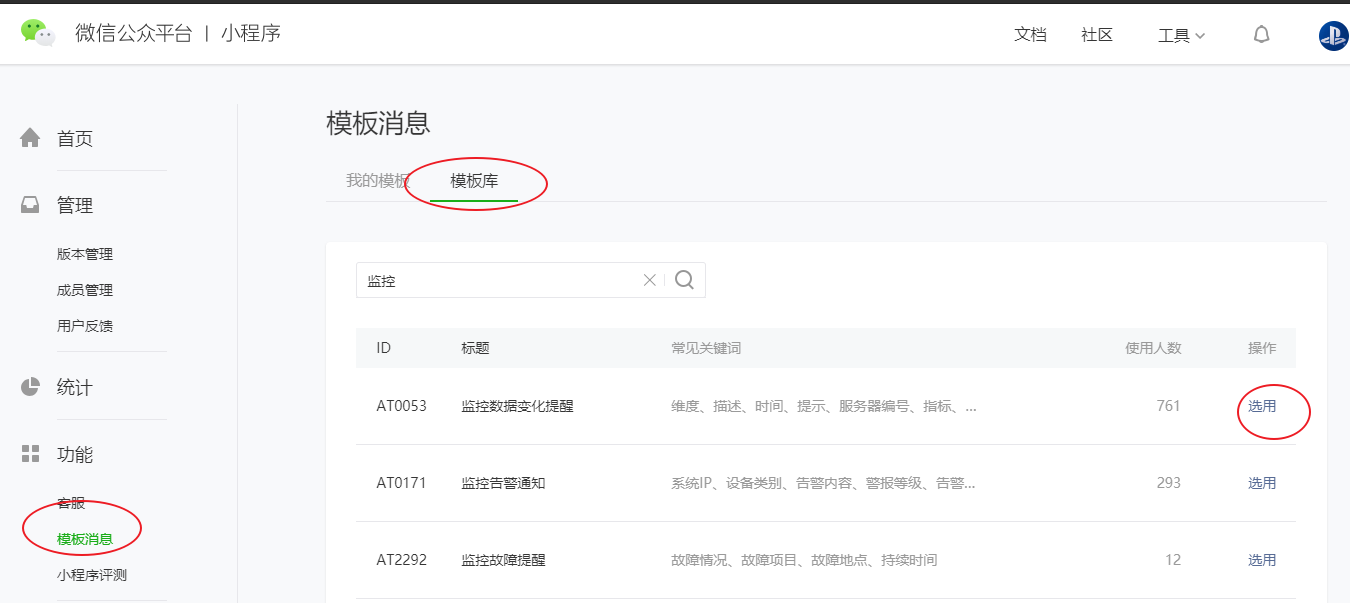 微信公众平台 | 小程序
文档 社区 工具
首页
管理
版本管理
成员管理
用户反馈
统计
功能
客服
模板消息
小程序评测
模板消息
我的模板 模板库
监控
ID 标题 常见关键词 使用人数 操作
AT0053 监控数据变化提醒 维度、描述、时间、提示、服务器编号、指标、... 761 选用
AT0171 监控告警通知 系统IP、设备类别、告警内容、警报等级、告警... 293 选用
AT2292 监控故障提醒 故障情况、故障项目、故障地点、持续时间 12 选用